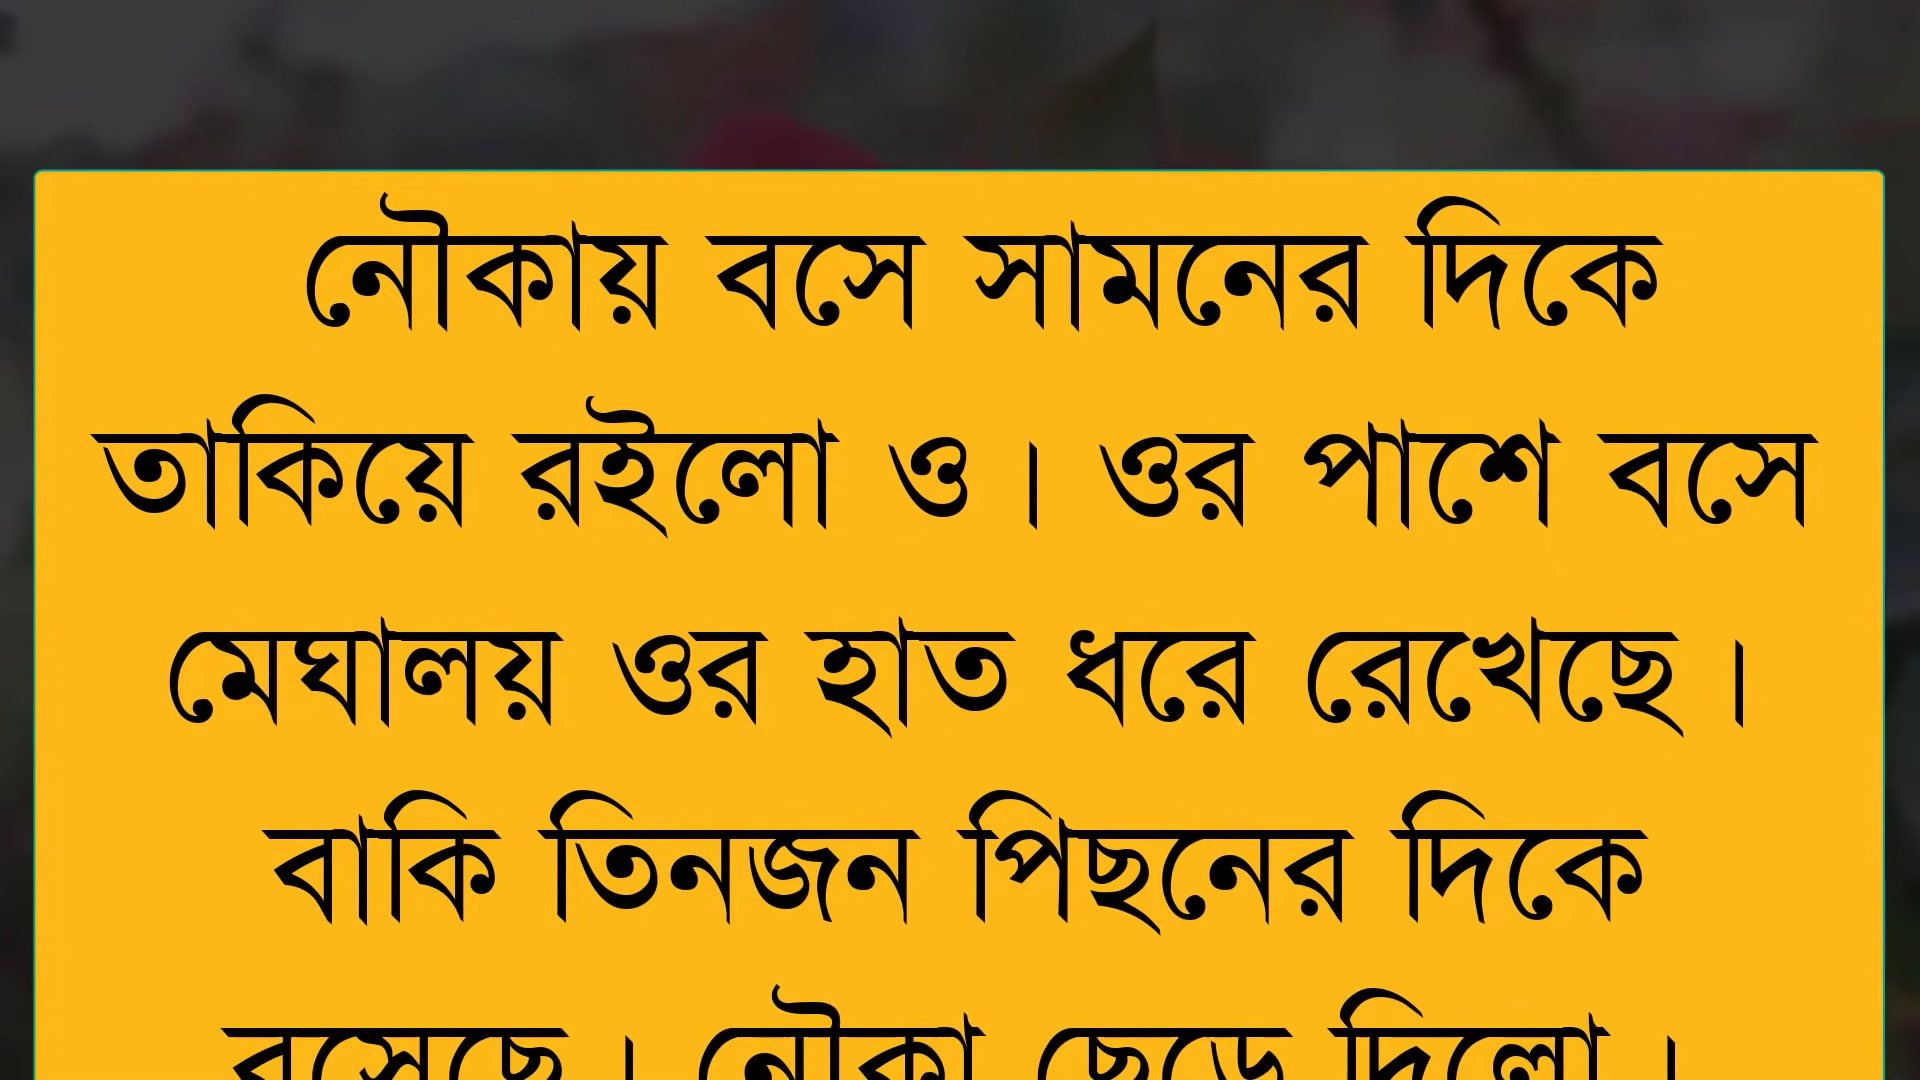 নৌকায় বসে সামনের দিকে
তাকিয়ে রইলো ও। ওর পাশে বসে
মেঘালয় ওর হাত ধরে রেখেছে।
বাকি তিনজন পিছনের দিকে
বসেছে। নৌকা ছেড়ে দিলো।